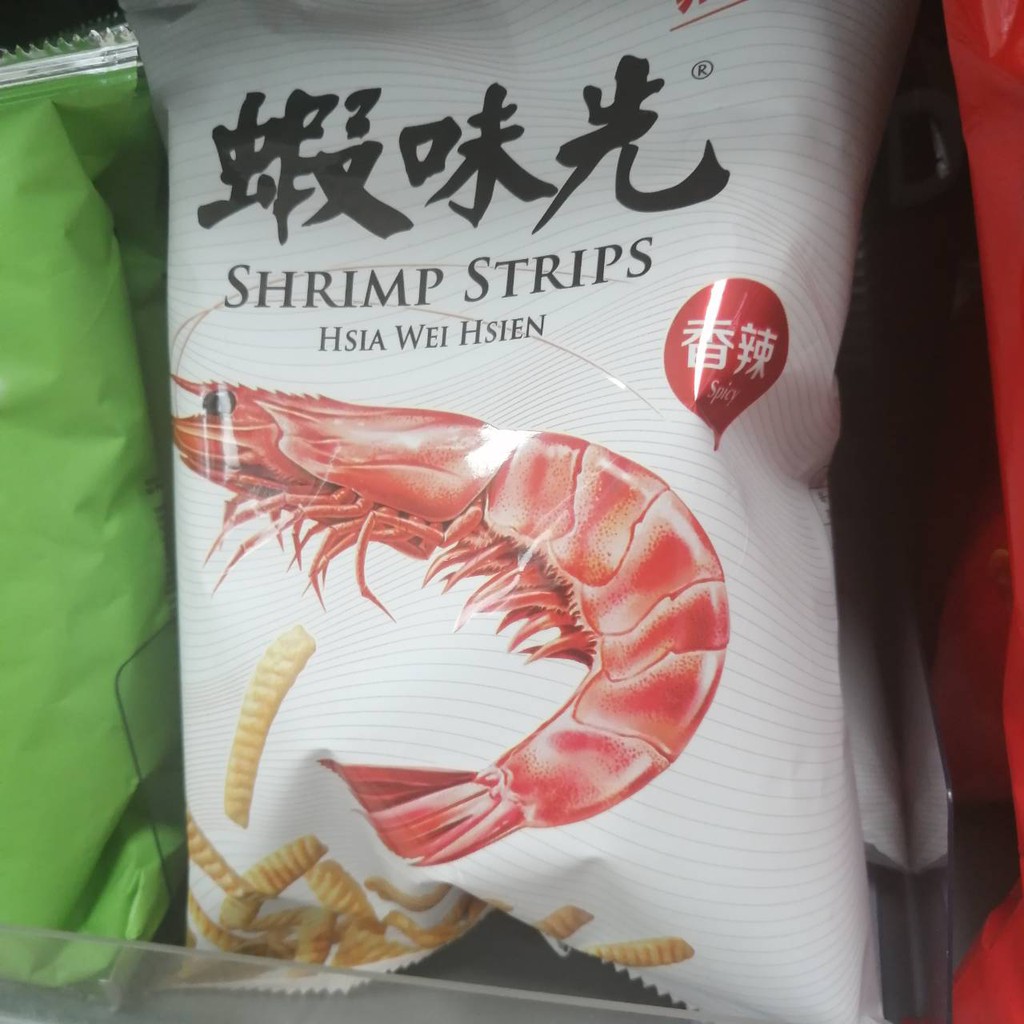 蝦味先
®
SHRIMP STRIPS
HSIA WEI HSIEN
香辣
Spicy